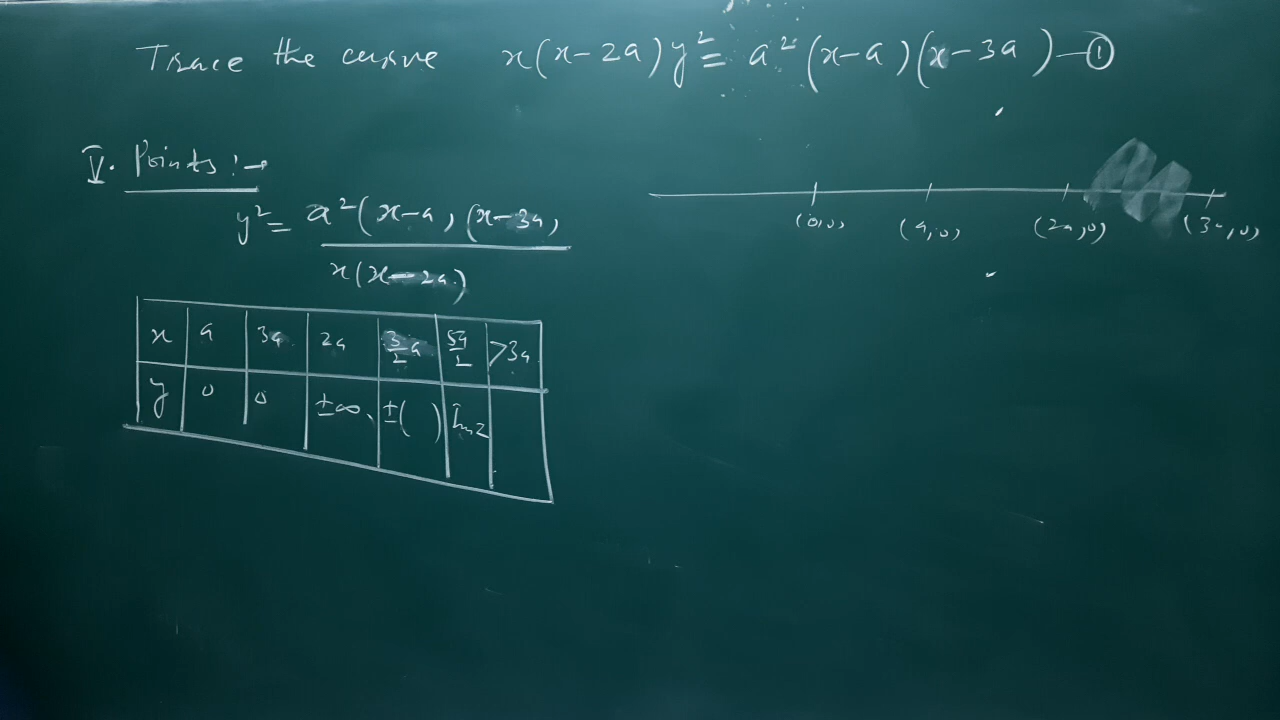 Trace the curve x(x-2a)y² = a²(x-a)(x-3a) —①
V. Points :→
y² = a²(x-a)(x-3a)
x(x-2a)
(0,0) (a,0) (2a,0) (3a,0)
x a 3a 2a 3/2a 5a/2 >3a
y 0 0 ±∞ ±( )